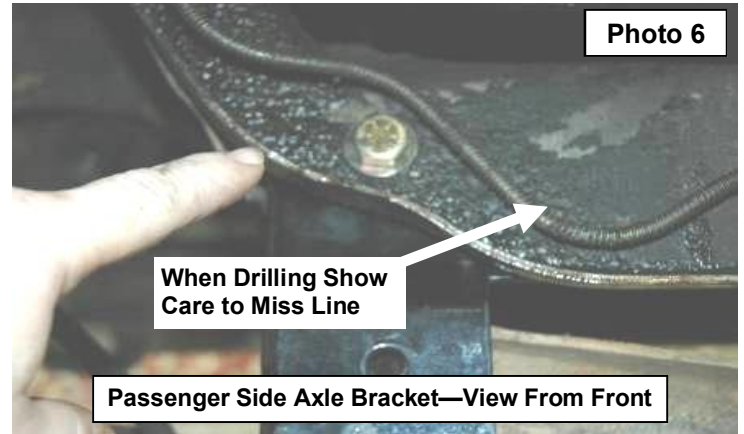 Photo 6
When Drilling Show
Care to Miss Line
Passenger Side Axle Bracket—View From Front